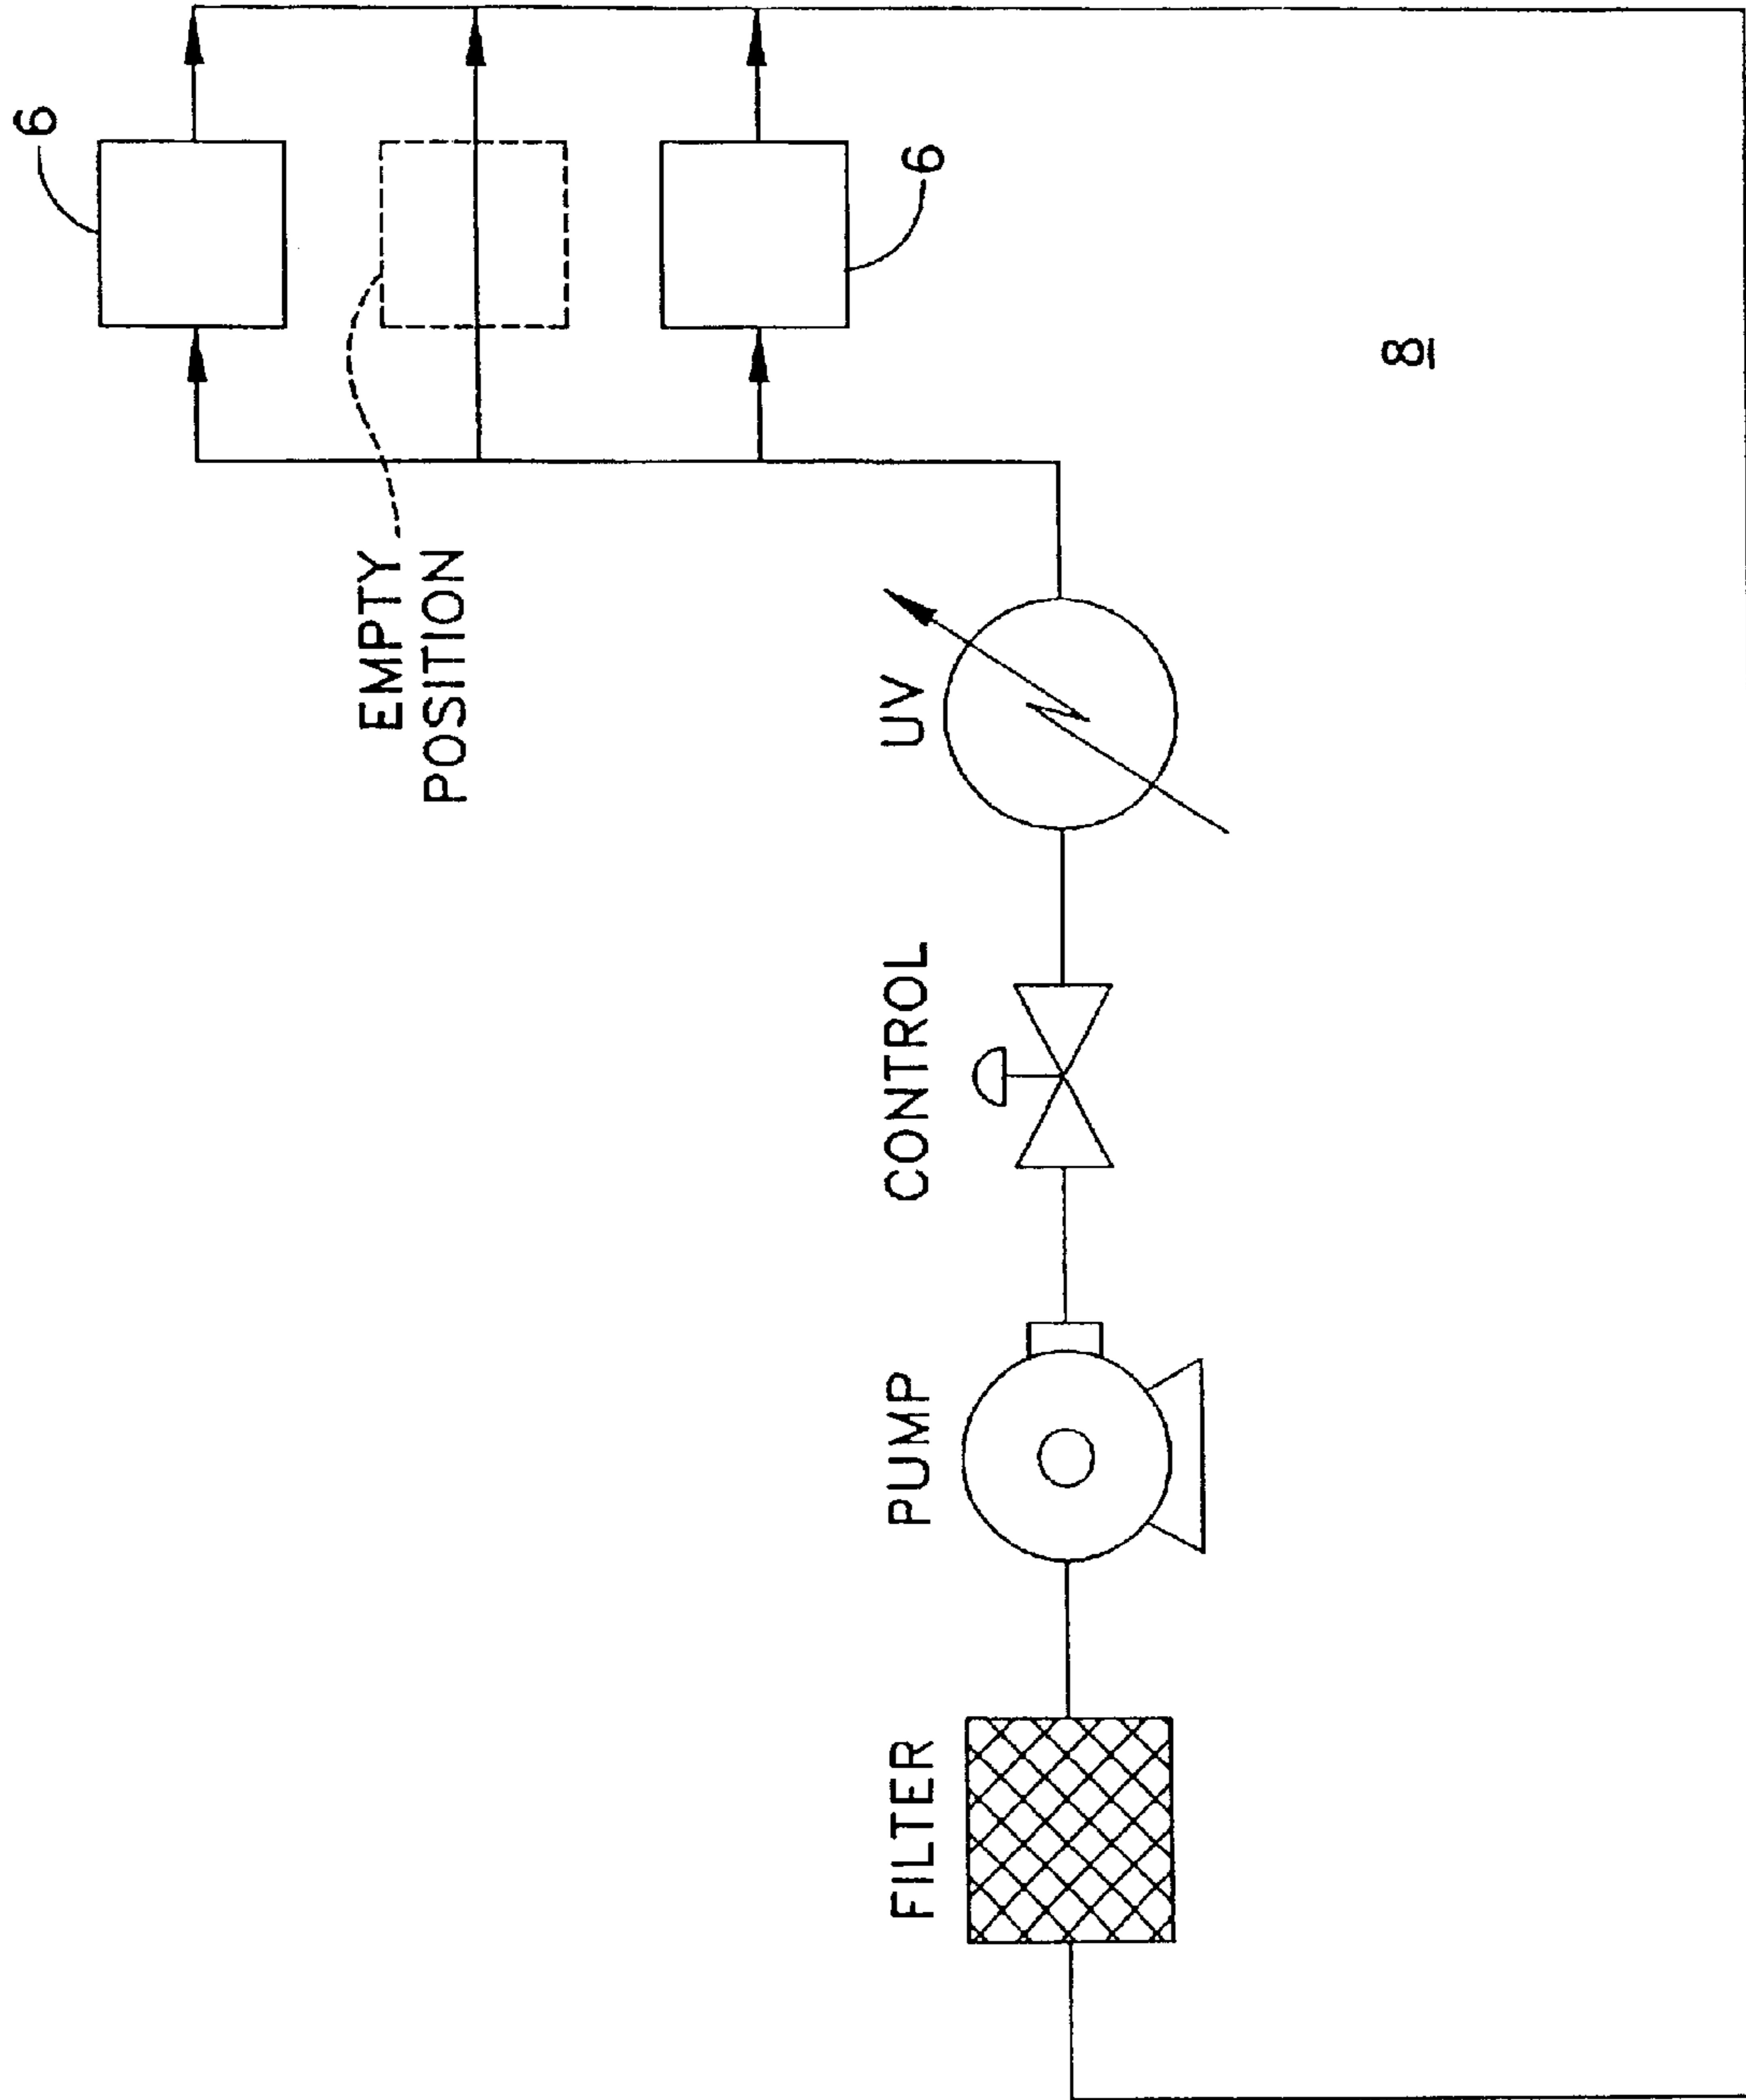 6
EMPTY
POSITION
FILTER
PUMP
CONTROL
UV
6
8